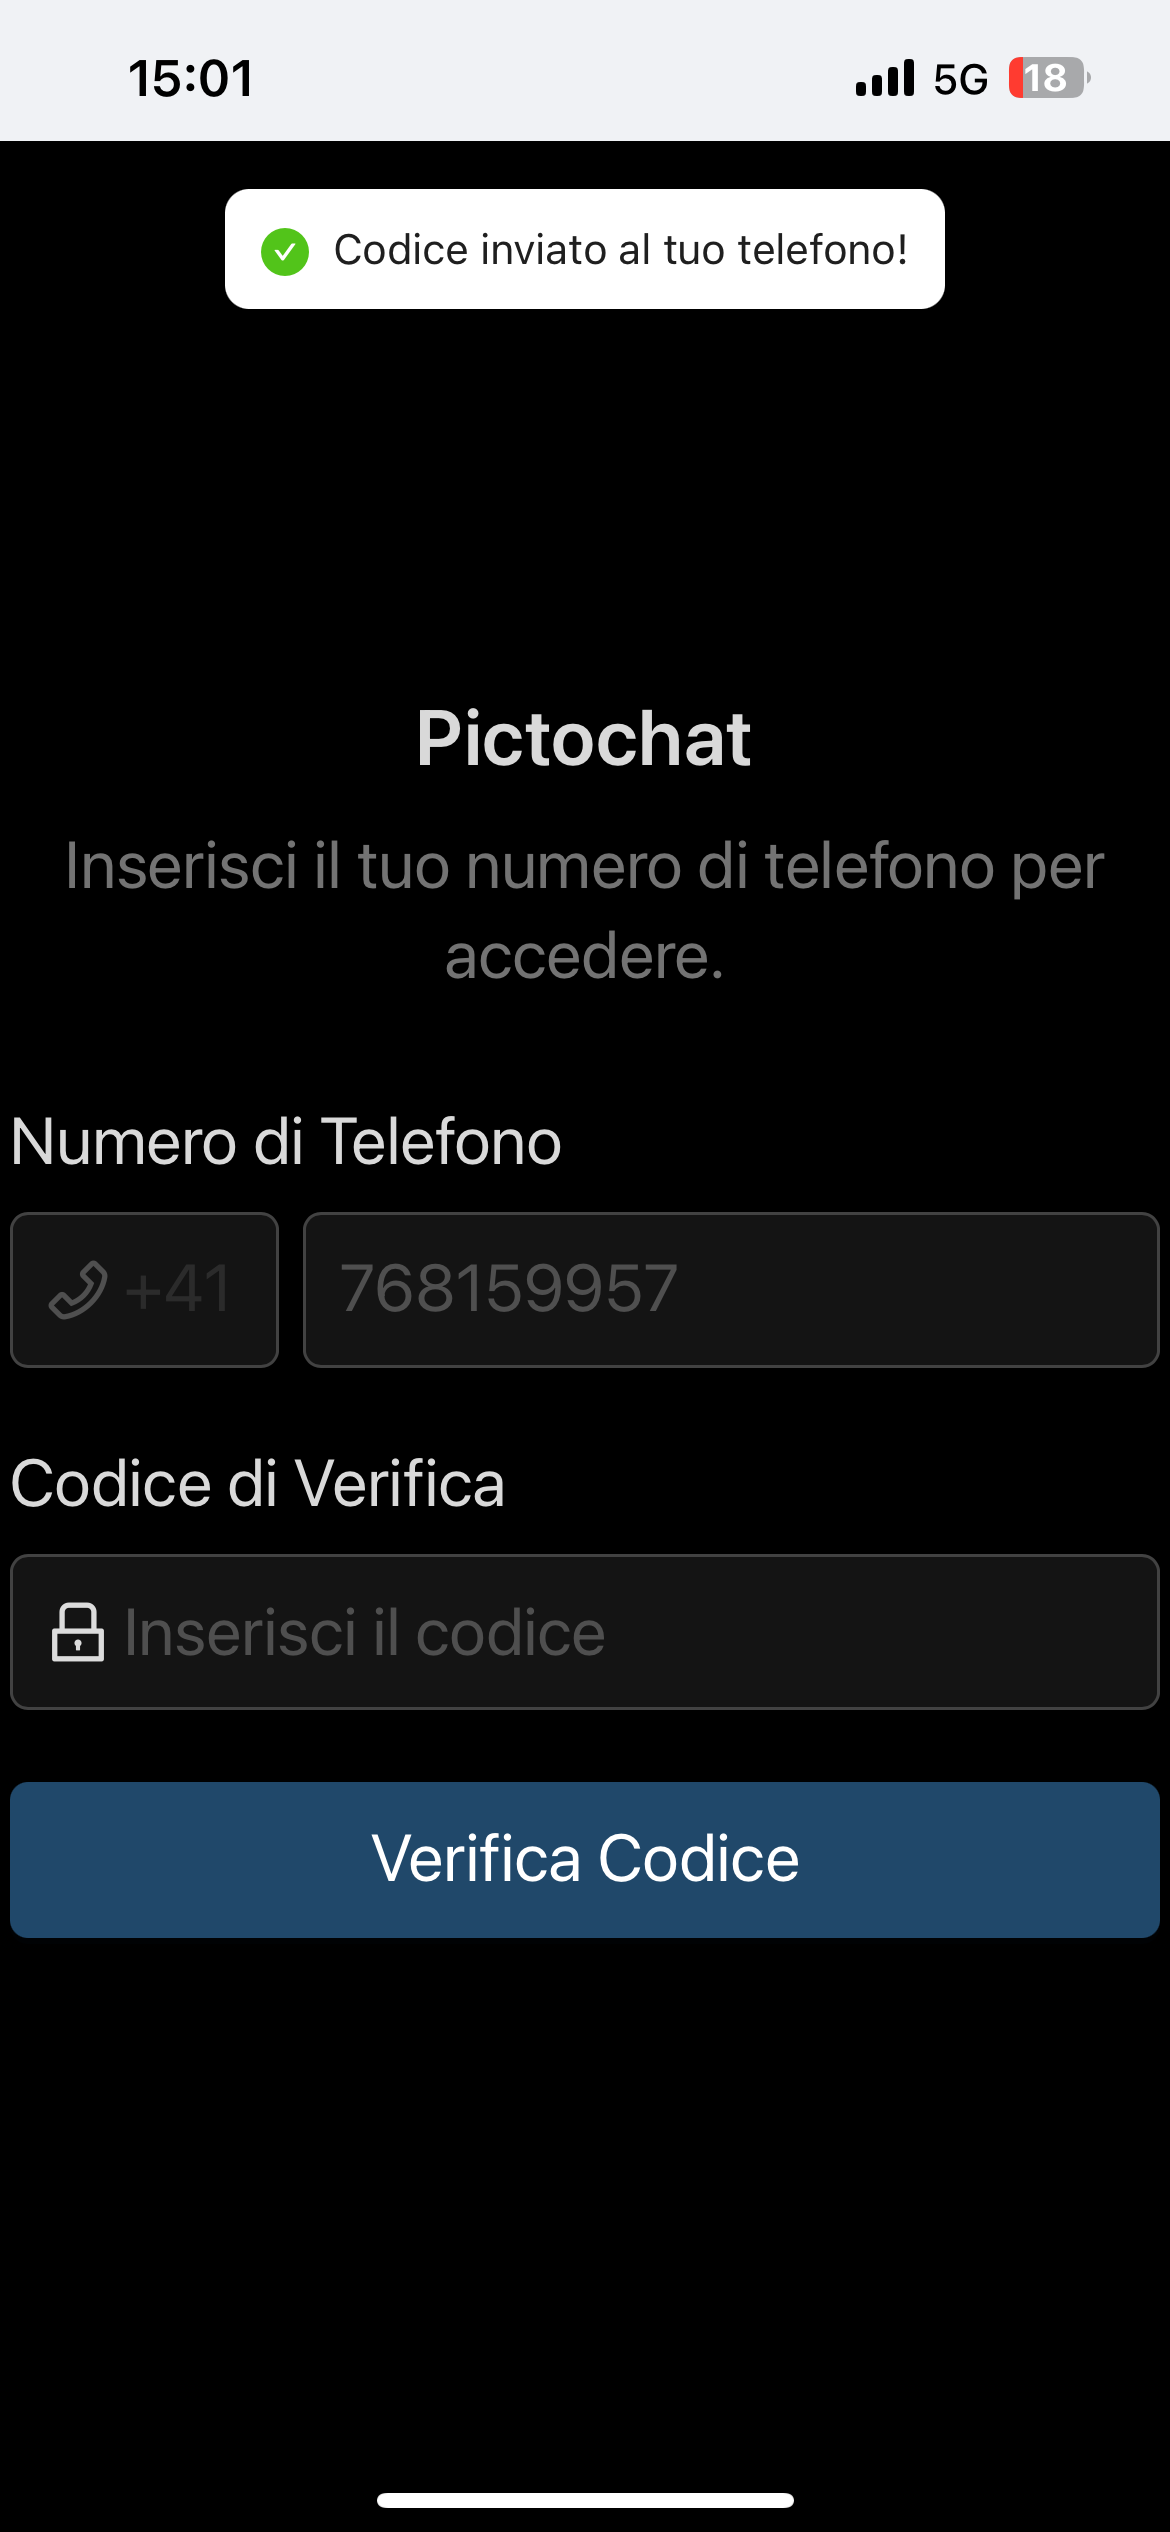 15:01
5G 18
Codice inviato al tuo telefono!
Pictochat
Inserisci il tuo numero di telefono per
accedere.
Numero di Telefono
+41 768159957
Codice di Verifica
Inserisci il codice
Verifica Codice